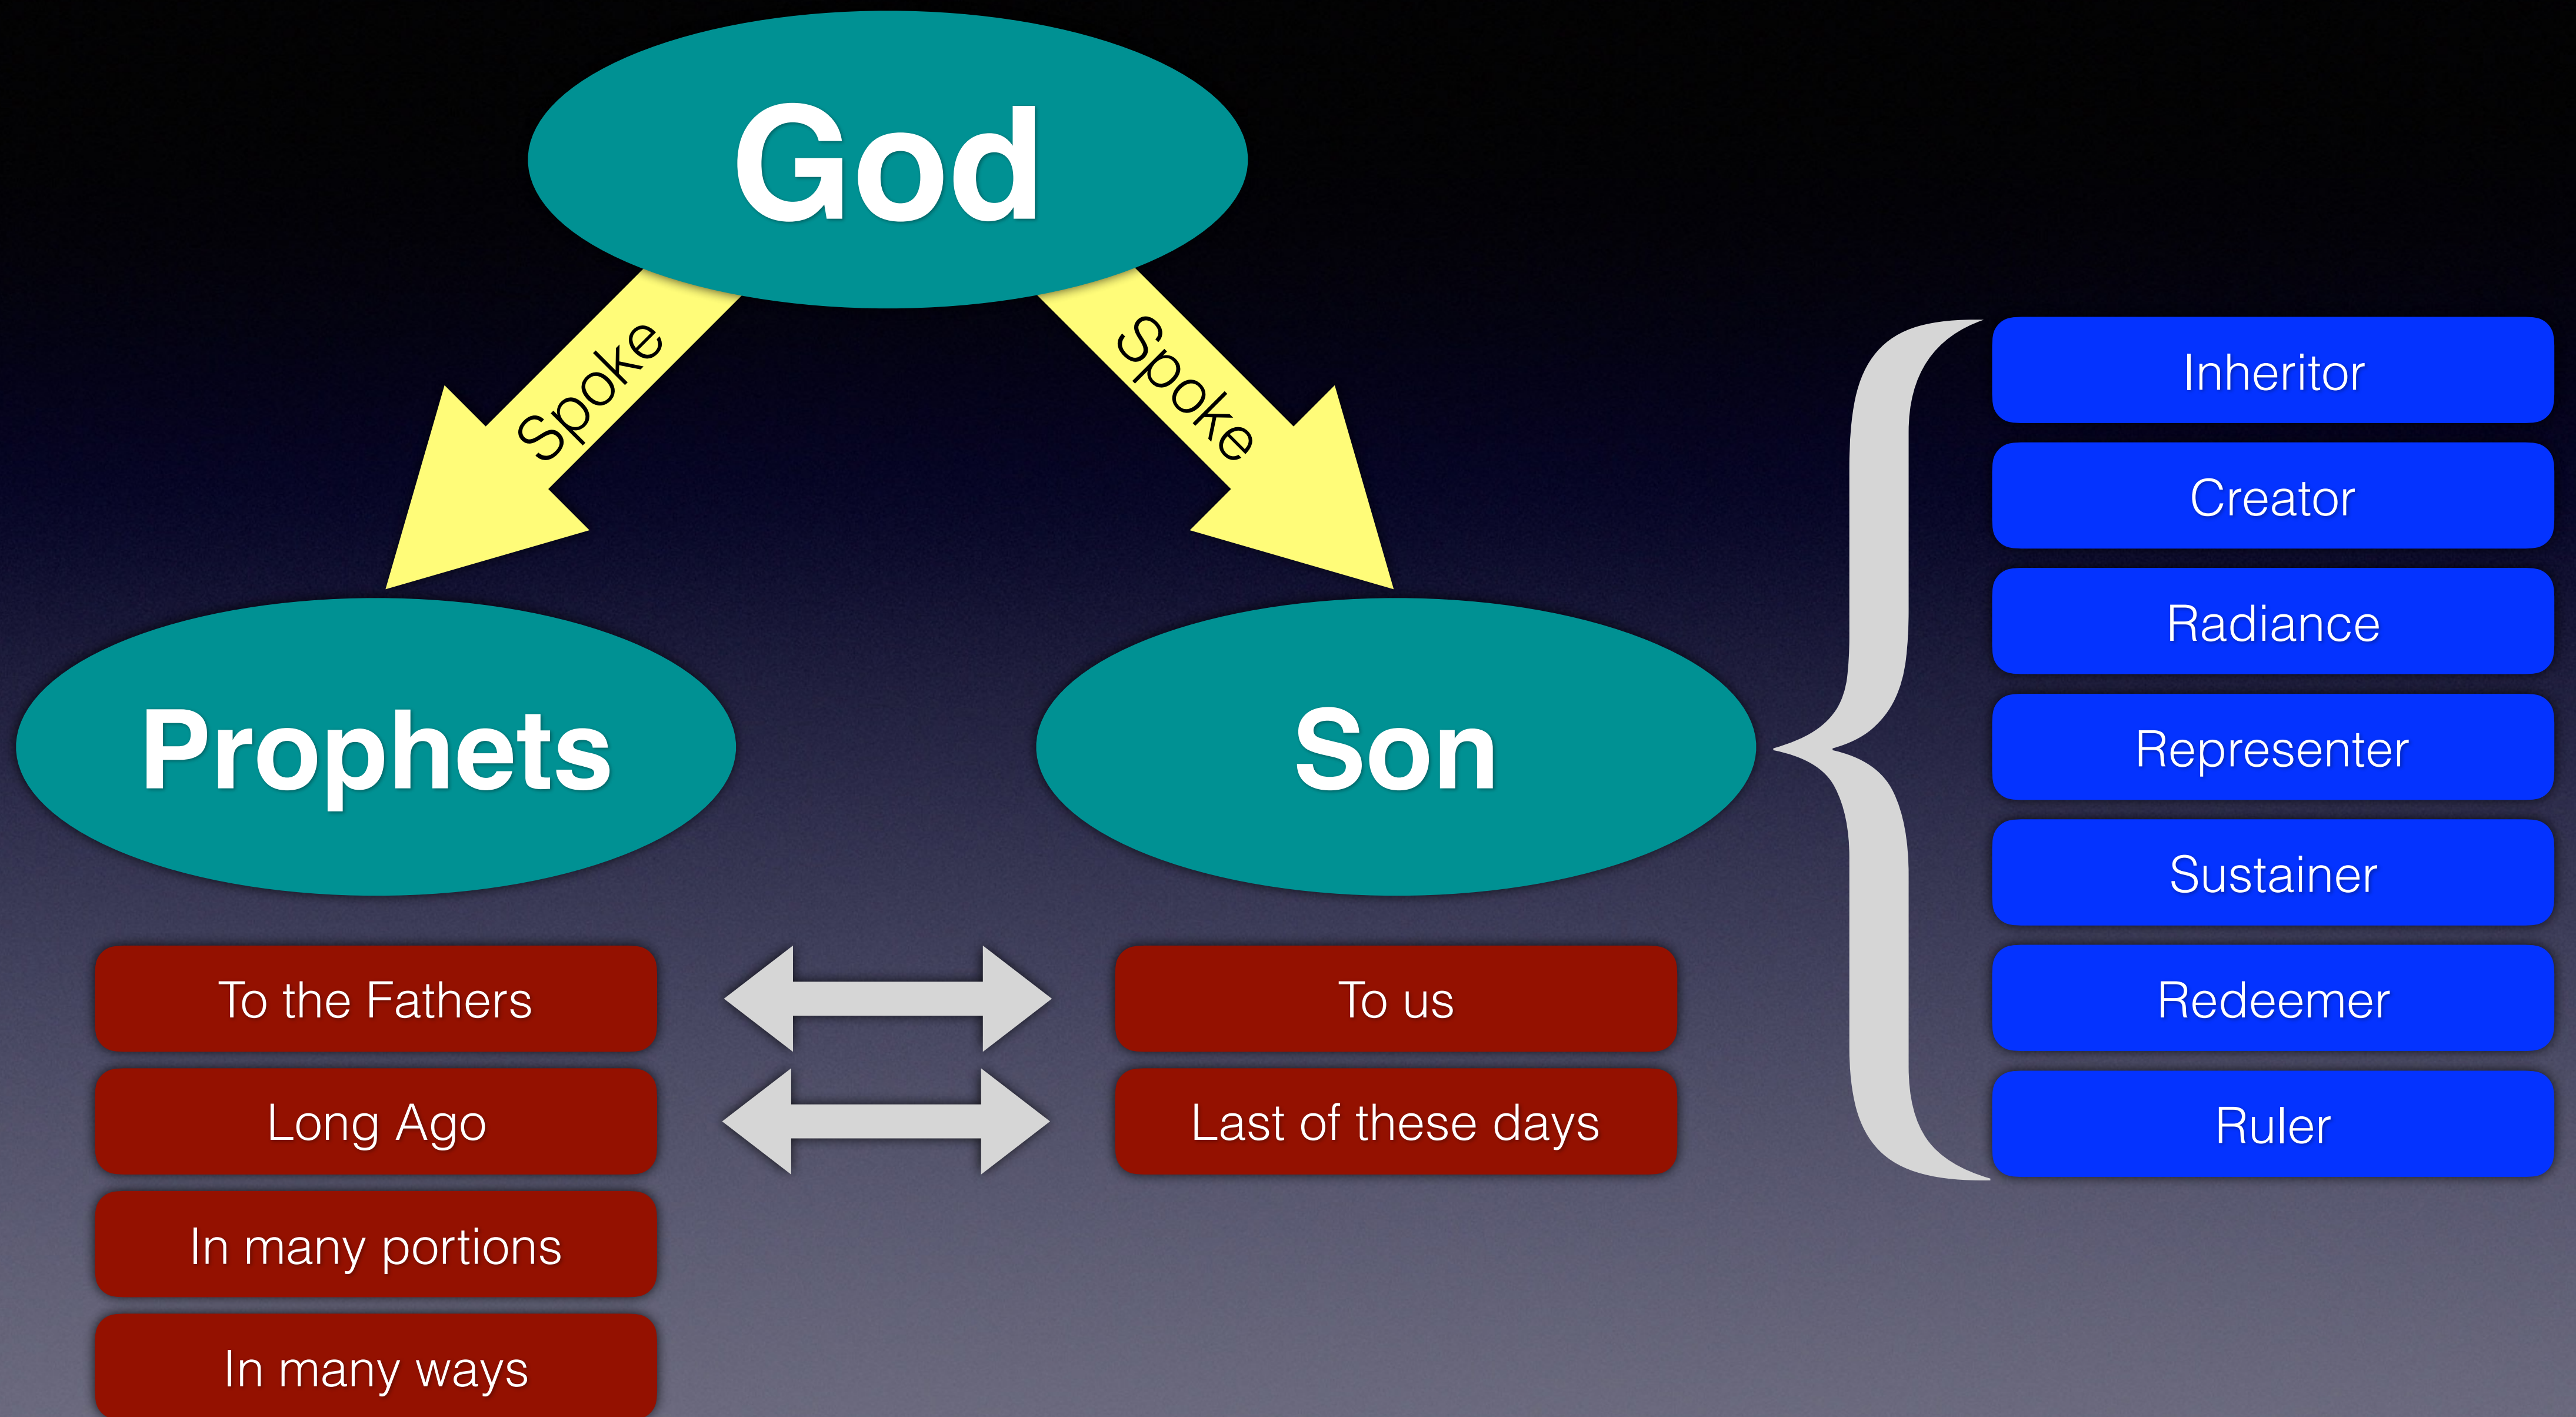 God
Spoke
Spoke
Prophets
Son
To the Fathers
Long Ago
In many portions
In many ways
To us
Last of these days
Inheritor
Creator
Radiance
Representer
Sustainer
Redeemer
Ruler